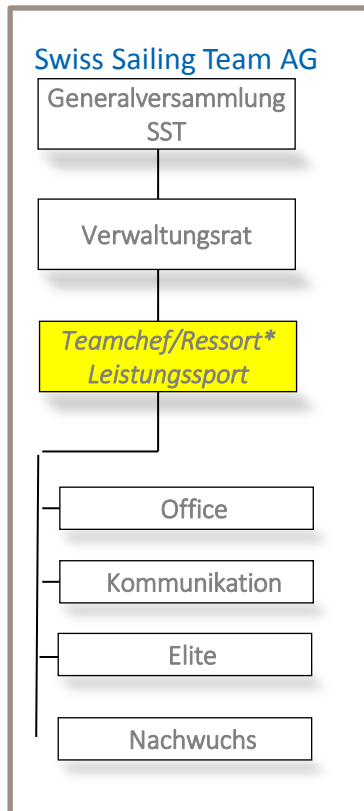 Swiss Sailing Team AG
Generalversammlung
SST
Verwaltungsrat
Teamchef/Ressort*
Leistungssport
Office
Kommunikation
Elite
Nachwuchs